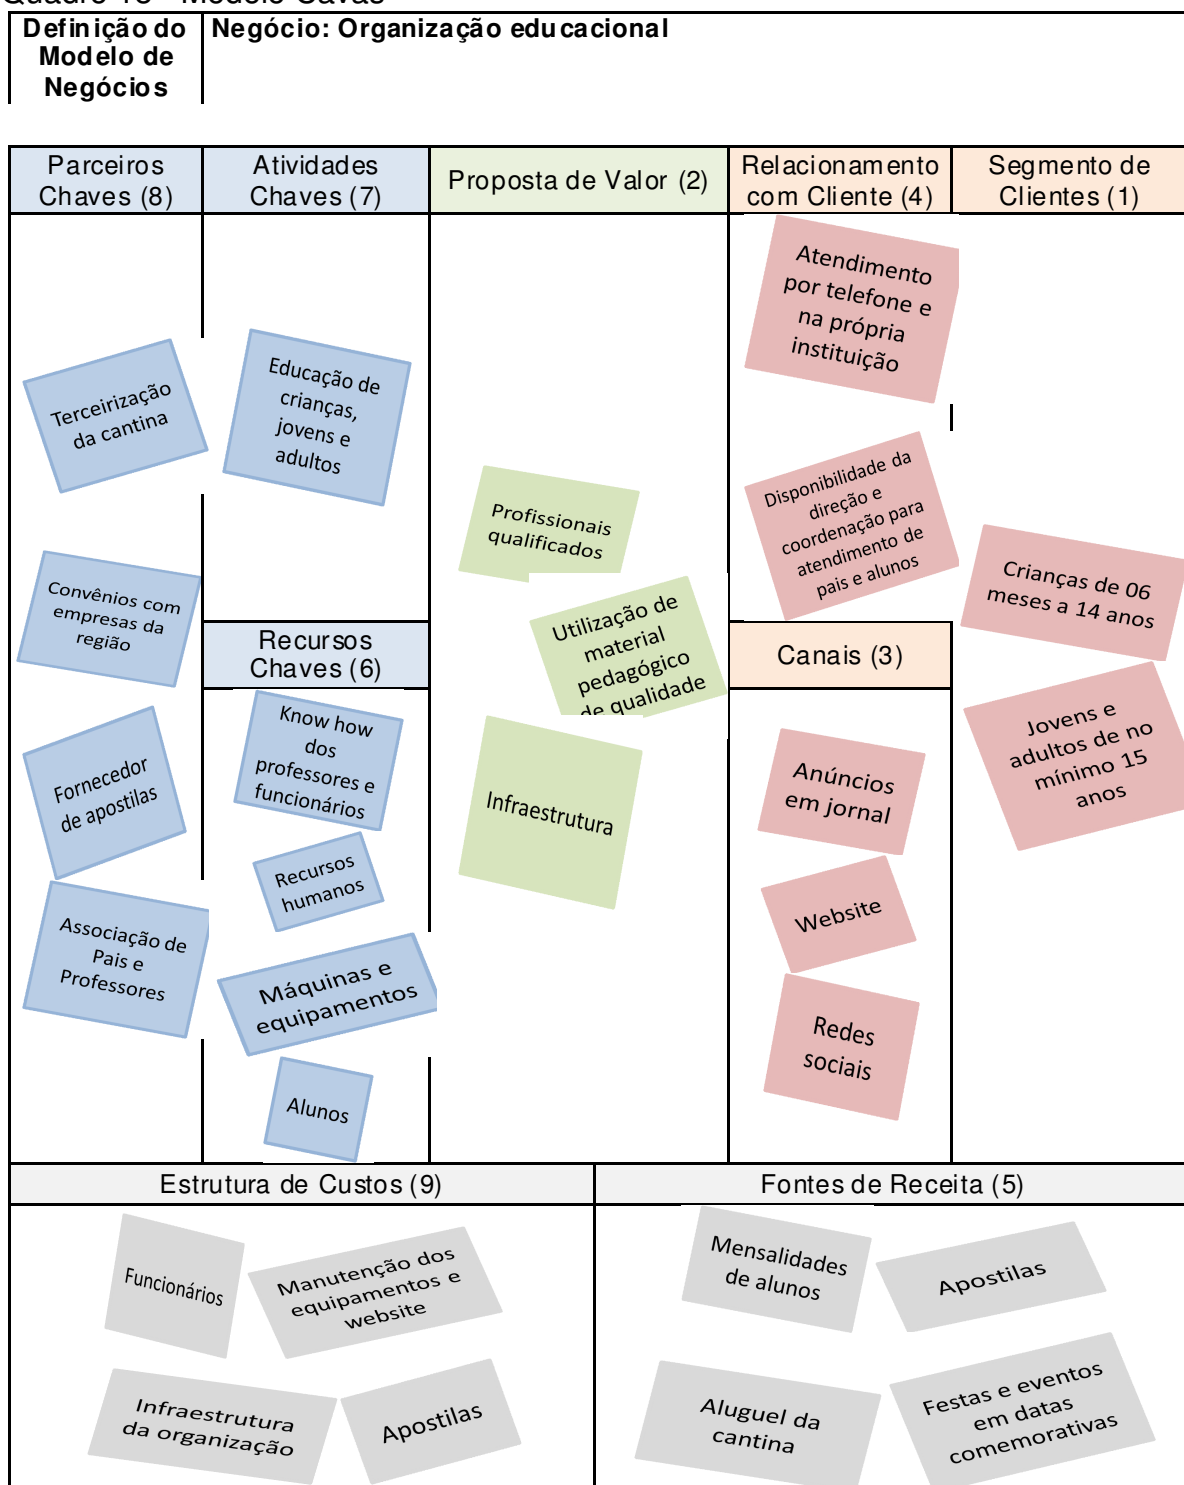 Quadro 13 - Modelo Cavas
Definição do
Modelo de
Negócios
Negócio: Organização educacional
Parceiros
Chaves (8)
Atividades
Chaves (7)
Proposta de Valor (2)
Relacionamento
com Cliente (4)
Segmento de
Clientes (1)
Terceirização
da cantina
Convênios com
empresas da
região
Fornecedor
de apostilas
Associação de
Pais e
Professores
Educação de
crianças,
jovens e
adultos
Recursos
Chaves (6)
Know how
dos
professores e
funcionários
Recursos
humanos
Máquinas e
equipamentos
Alunos
Profissionais
qualificados
Utilização de
material
pedagógico
de qualidade
Infraestrutura
Atendimento
por telefone e
na própria
instituição
Disponibilidade da
direção e
coordenação para
atendimento de
pais e alunos
Canais (3)
Anúncios
em jornal
Website
Redes
sociais
Crianças de 06
meses a 14 anos
Jovens e
adultos de no
mínimo 15
anos
Estrutura de Custos (9)
Fontes de Receita (5)
Funcionários
Manutenção dos
equipamentos e
website
Infraestrutura
da organização
Apostilas
Mensalidades
de alunos
Apostilas
Aluguel da
cantina
Festas e eventos
em datas
comemorativas